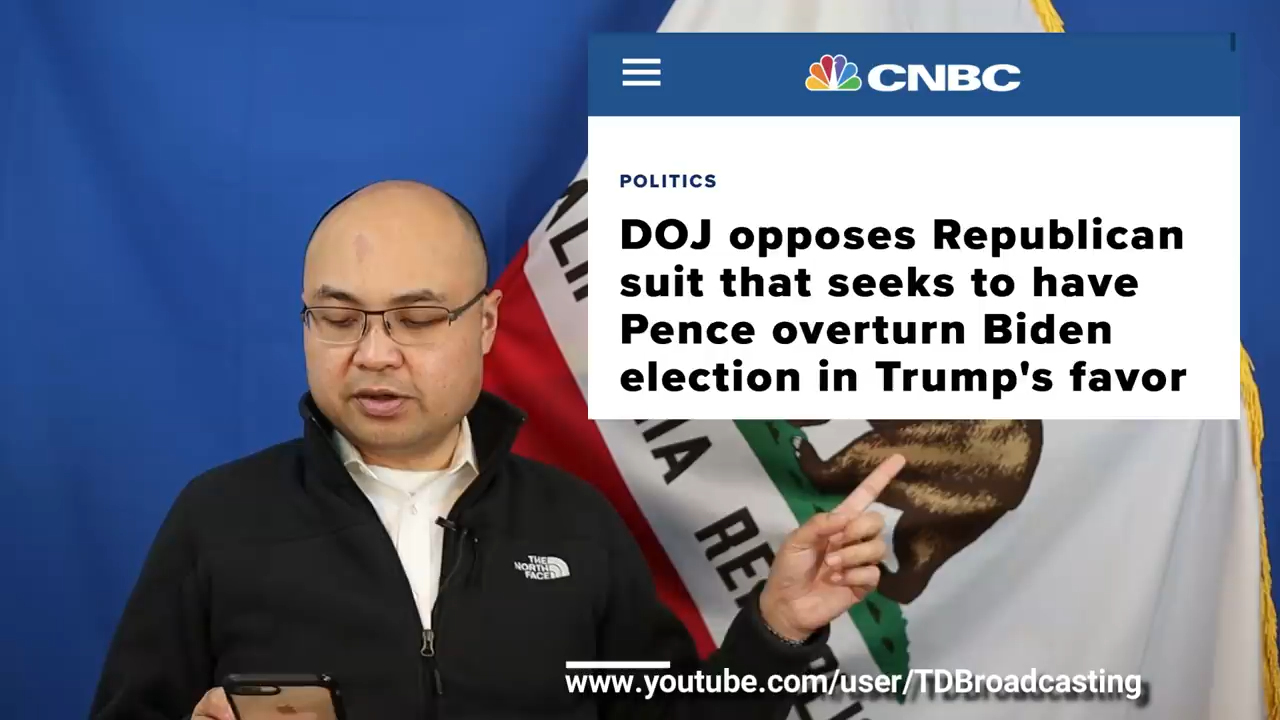 CNBC
POLITICS
DOJ opposes Republican
suit that seeks to have
Pence overturn Biden
election in Trump's favor
THE
NORTH
FACE
REP
www.youtube.com/user/TDBroadcasting